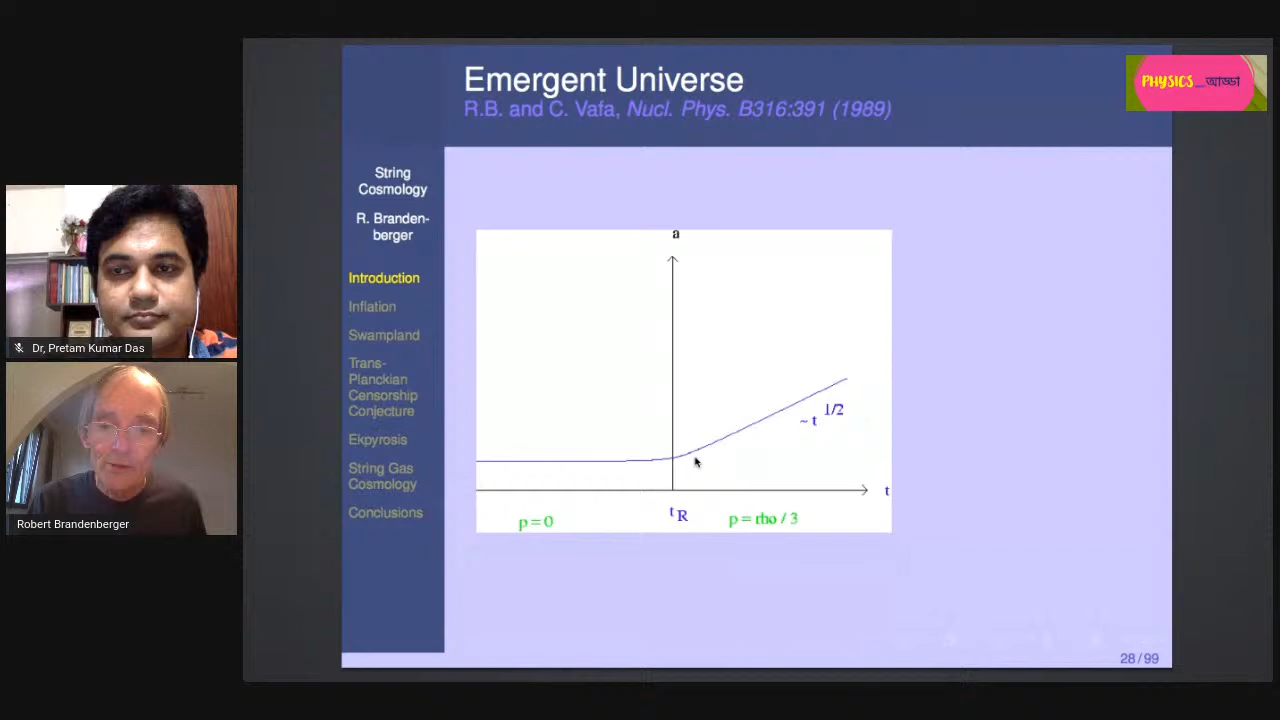 Emergent Universe
R.B. and C. Vafa, Nucl. Phys. B316:391 (1989)
PHYSICS_আড্ডা
String
Cosmology
R. Branden-
berger
Introduction
Inflation
Swampland
Trans-
Planckian
Censorship
Conjecture
Ekpyrosis
String Gas
Cosmology
Conclusions
a
~ t 1/2
t
t R
p = 0
p = rho / 3
28/99
Dr, Pretam Kumar Das
Robert Brandenberger